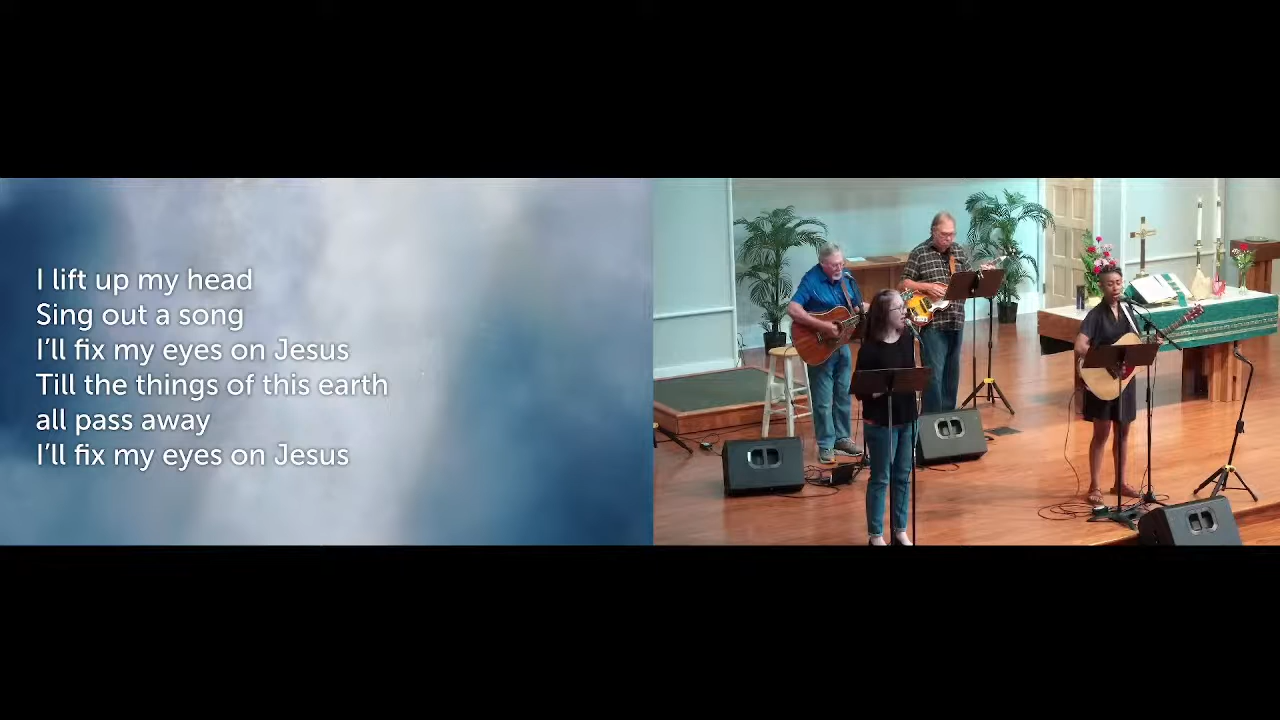 I lift up my head
Sing out a song
I'll fix my eyes on Jesus
Till the things of this earth
all pass away
I'll fix my eyes on Jesus